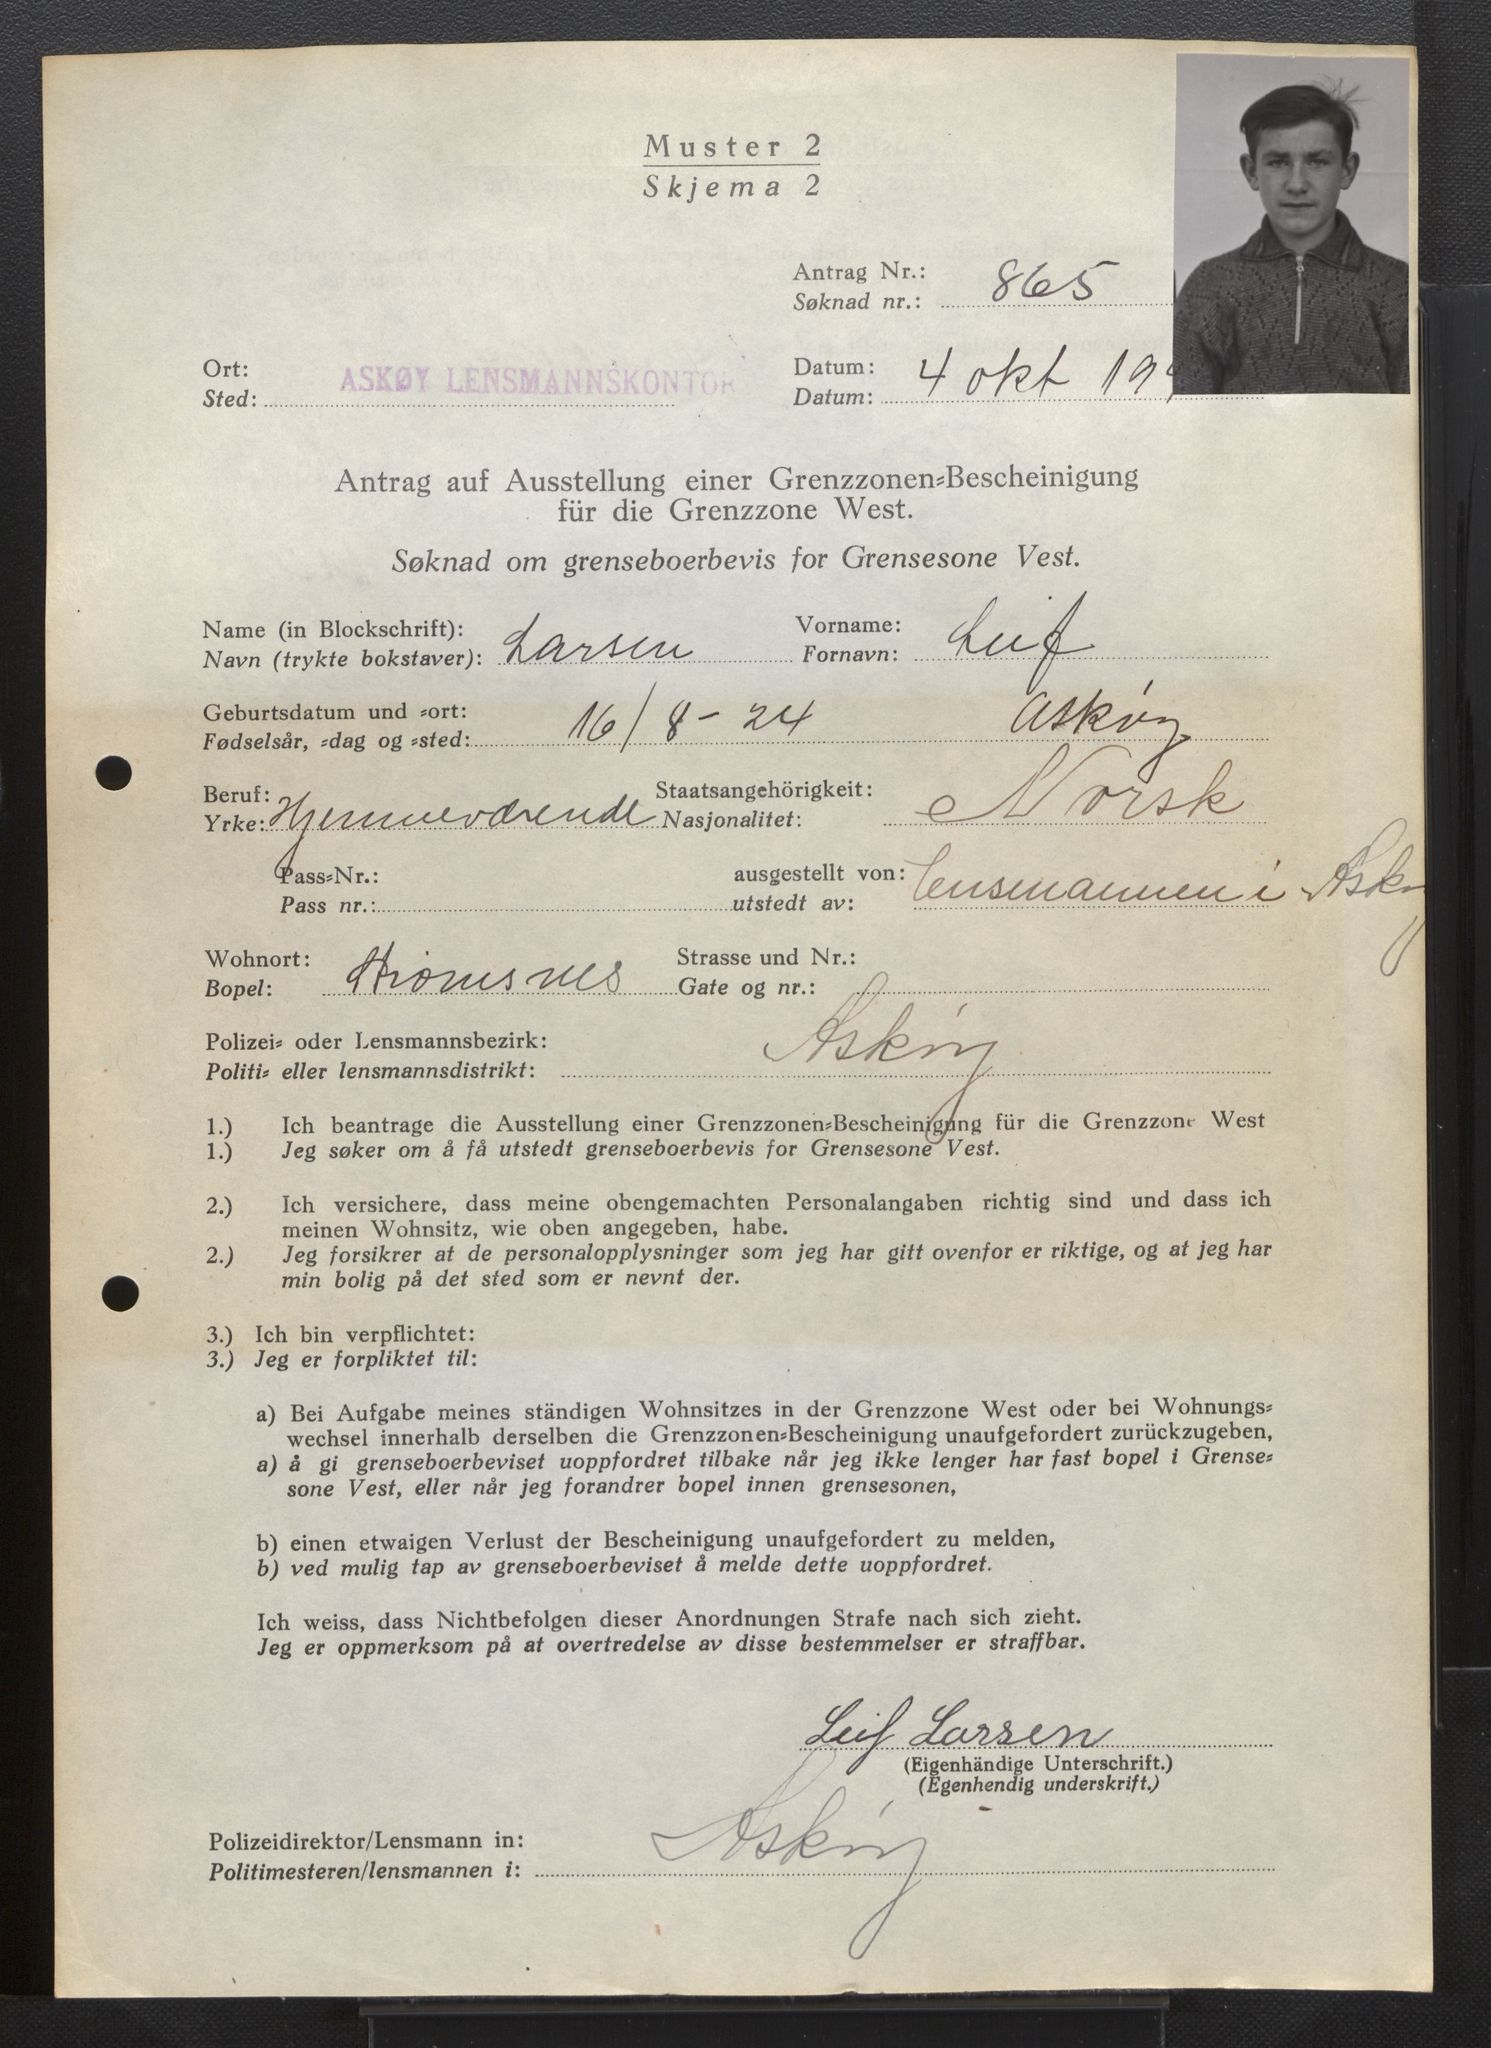 Muster 2
Skjema 2
Antrag Nr.:
Søknad nr.: 865
Ort:
Sted: ASKØY LENSMANNSKONTOR
Datum:
Datum: 4 okt 19
Antrag auf Ausstellung einer Grenzzonen-Bescheinigung
für die Grenzzone West.
Søknad om grenseboerbevis for Grensesone Vest.
Name (in Blockschrift):
Navn (trykte bokstaver): Larsen
Vorname:
Fornavn: Leif
Geburtsdatum und -ort:
Fødselsår, -dag og -sted: 16/8-24 Askøy
Beruf:
Yrke: Hjemmeværende
Staatsangehörigkeit:
Nasjonalitet: Norsk
Pass-Nr.:
Pass nr.:
ausgestellt von:
utstedt av: Lensmannen i Askøy
Wohnort:
Bopel:
Strasse und Nr.:
Gate og nr.:
Polizei- oder Lensmannsbezirk:
Politi- eller lensmannsdistrikt: Askøy
1.) Ich beantrage die Ausstellung einer Grenzzonen-Bescheinigung für die Grenzzone West
1.) Jeg søker om å få utstedt grenseboerbevis for Grensesone Vest.
2.) Ich versichere, dass meine obengemachten Personalangaben richtig sind und dass ich
meinen Wohnsitz, wie oben angegeben, habe.
2.) Jeg forsikrer at de personalopplysninger som jeg har gitt ovenfor er riktige, og at jeg har
min bolig på det sted som er nevnt der.
3.) Ich bin verpflichtet:
3.) Jeg er forpliktet til:
a) Bei Aufgabe meines ständigen Wohnsitzes in der Grenzzone West oder bei Wohnungs-
wechsel innerhalb derselben die Grenzzonen-Bescheinigung unaufgefordert zurückzugeben,
a) å gi grenseboerbeviset uoppfordret tilbake når jeg ikke lenger har fast bopel i Grense-
sone Vest, eller når jeg forandrer bopel innen grensesonen,
b) einen etwaigen Verlust der Bescheinigung unaufgefordert zu melden,
b) ved mulig tap av grenseboerbeviset å melde dette uoppfordret.
Ich weiss, dass Nichtbefolgen dieser Anordnungen Strafe nach sich zieht.
Jeg er oppmerksom på at overtredelse av disse bestemmelser er straffbar.
Leif Larsen
(Eigenhändige Unterschrift.)
(Egenhendig underskrift.)
Polizeidirektor/Lensmann in:
Politimesteren/lensmannen i: Askøy